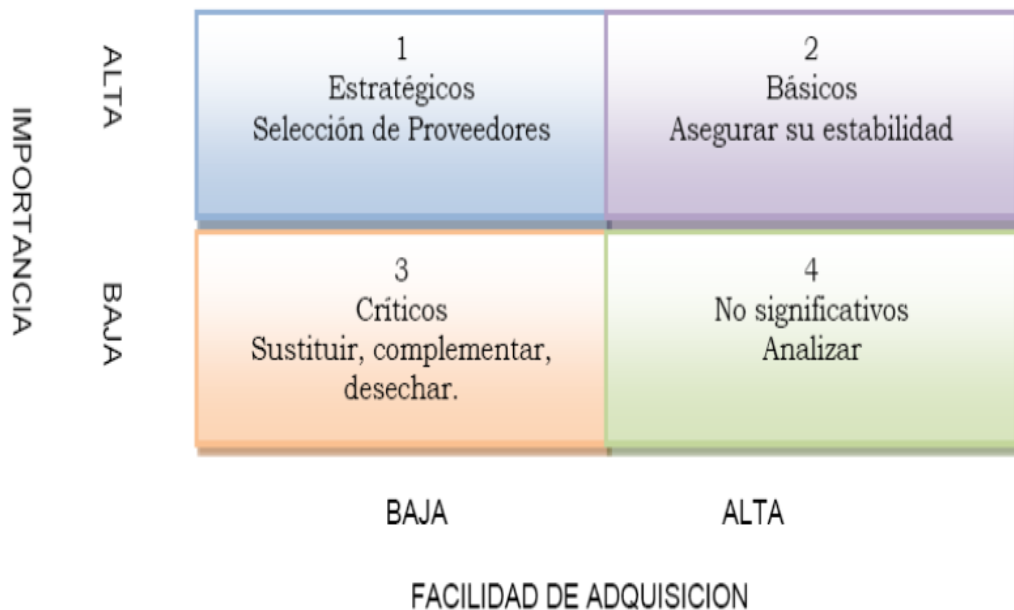 IMPORTANCIA
ALTA
1
Estratégicos
Selección de Proveedores
2
Básicos
Asegurar su estabilidad
BAJA
3
Críticos
Sustituir, complementar,
desechar.
4
No significativos
Analizar
BAJA
ALTA
FACILIDAD DE ADQUISICION